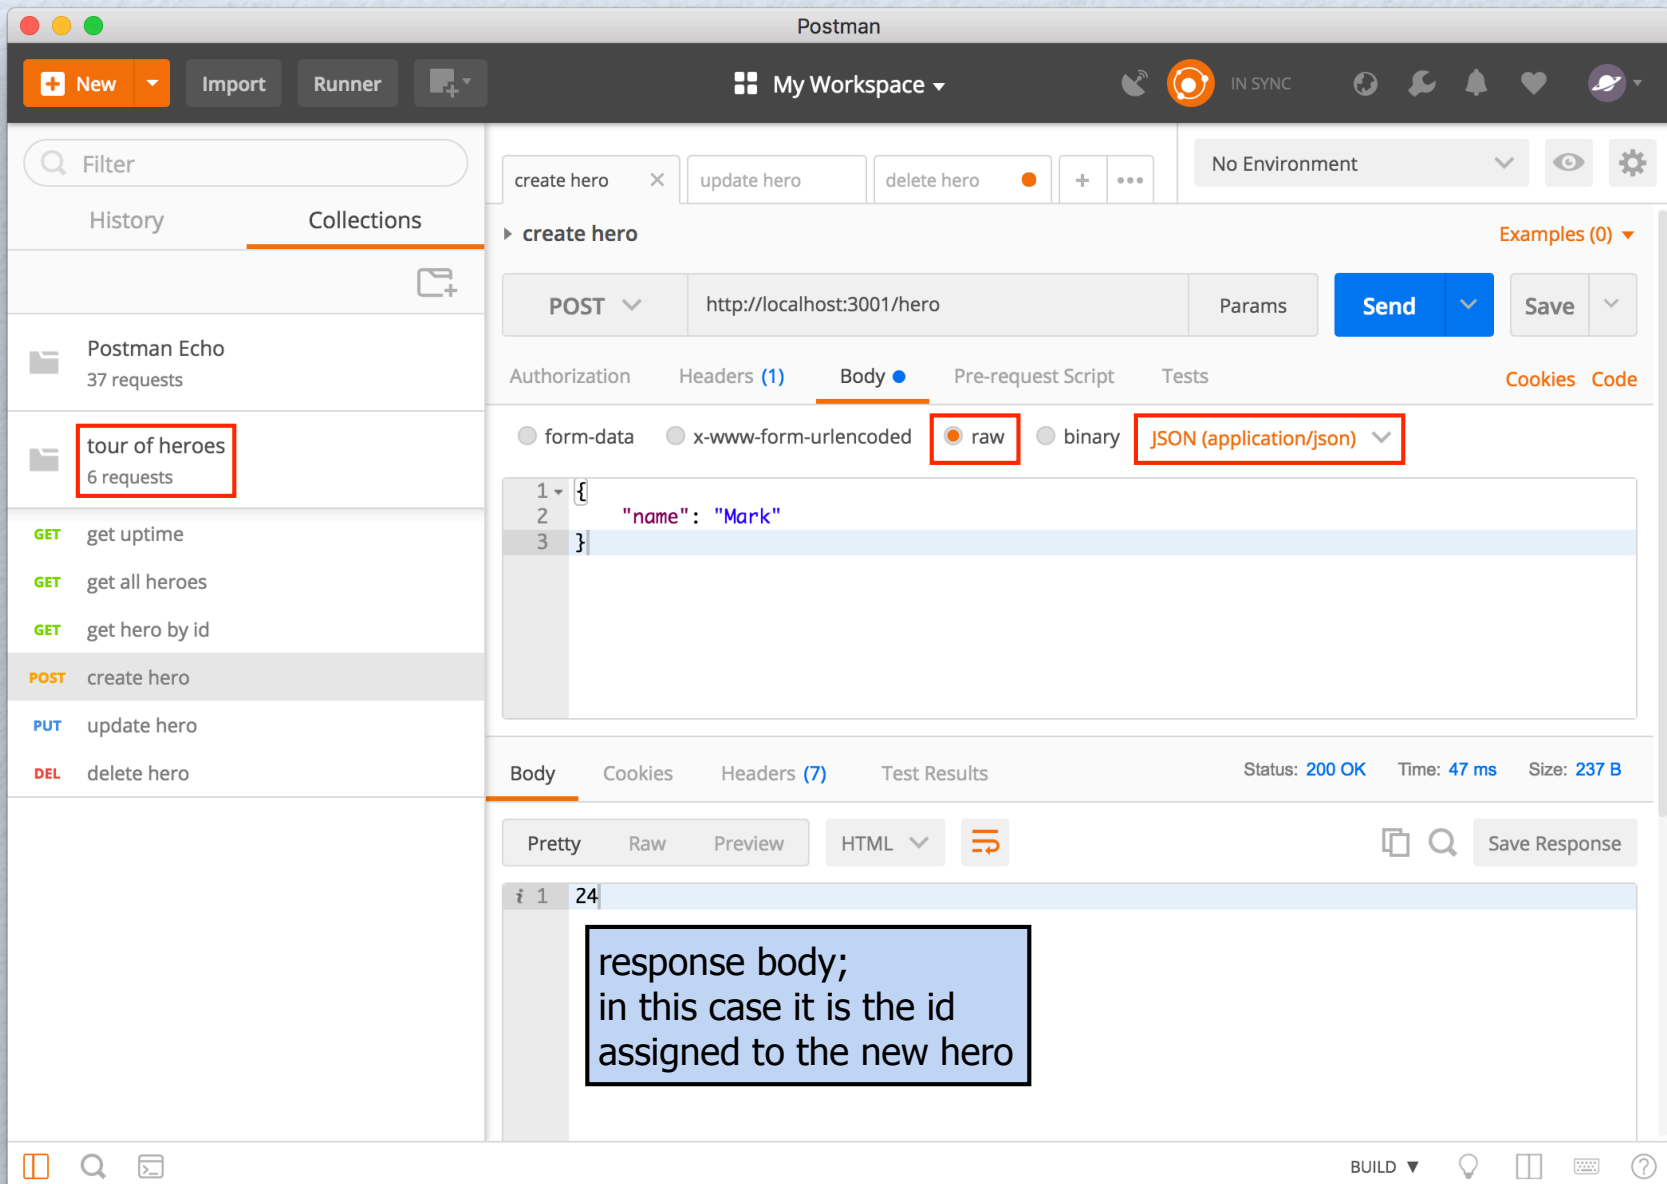 Postman
New
Import
Runner
My Workspace
IN SYNC
Filter
History
Collections
Postman Echo
37 requests
tour of heroes
6 requests
GET get uptime
GET get all heroes
GET get hero by id
POST create hero
PUT update hero
DEL delete hero
create hero
update hero
delete hero
No Environment
create hero
Examples (0)
POST
http://localhost:3001/hero
Params
Send
Save
Authorization
Headers (1)
Body
Pre-request Script
Tests
Cookies
Code
form-data
x-www-form-urlencoded
raw
binary
JSON (application/json)
1 {
2 "name": "Mark"
3 }
Body
Cookies
Headers (7)
Test Results
Status: 200 OK
Time: 47 ms
Size: 237 B
Pretty
Raw
Preview
HTML
Save Response
i 1 24
response body;
in this case it is the id
assigned to the new hero
BUILD